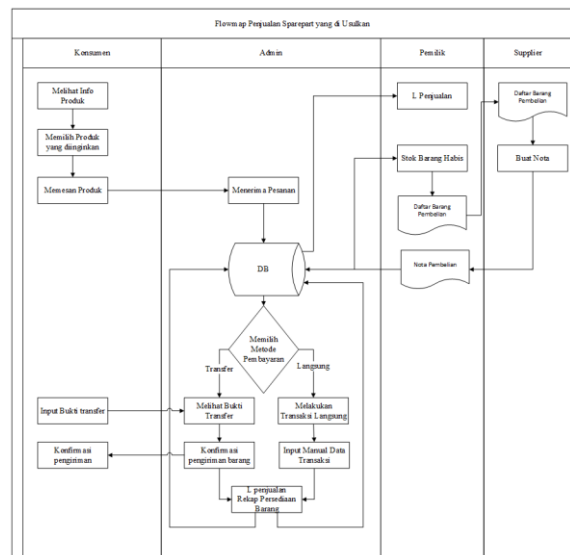 Flowmap Penjualan Sparepart yang di Usulkan
Konsumen
Admin
Pemilik
Supplier
Melihat Info
Produk
Memilih Produk
yang diinginkan
Memesan Produk
Menerima Pesanan
DB
Memilih
Metode
Pembayaran
Transfer
Langsung
Input Bukti transfer
Melihat Bukti
Transfer
Melakukan
Transaksi Langsung
Konfirmasi
pengiriman
Konfirmasi
pengiriman barang
Input Manual Data
Transaksi
L penjualan
Rekap Persediaan
Barang
L Penjualan
Stok Barang Habis
Daftar Barang
Pembelian
Nota Pembelian
Daftar Barang
Pembelian
Buat Nota